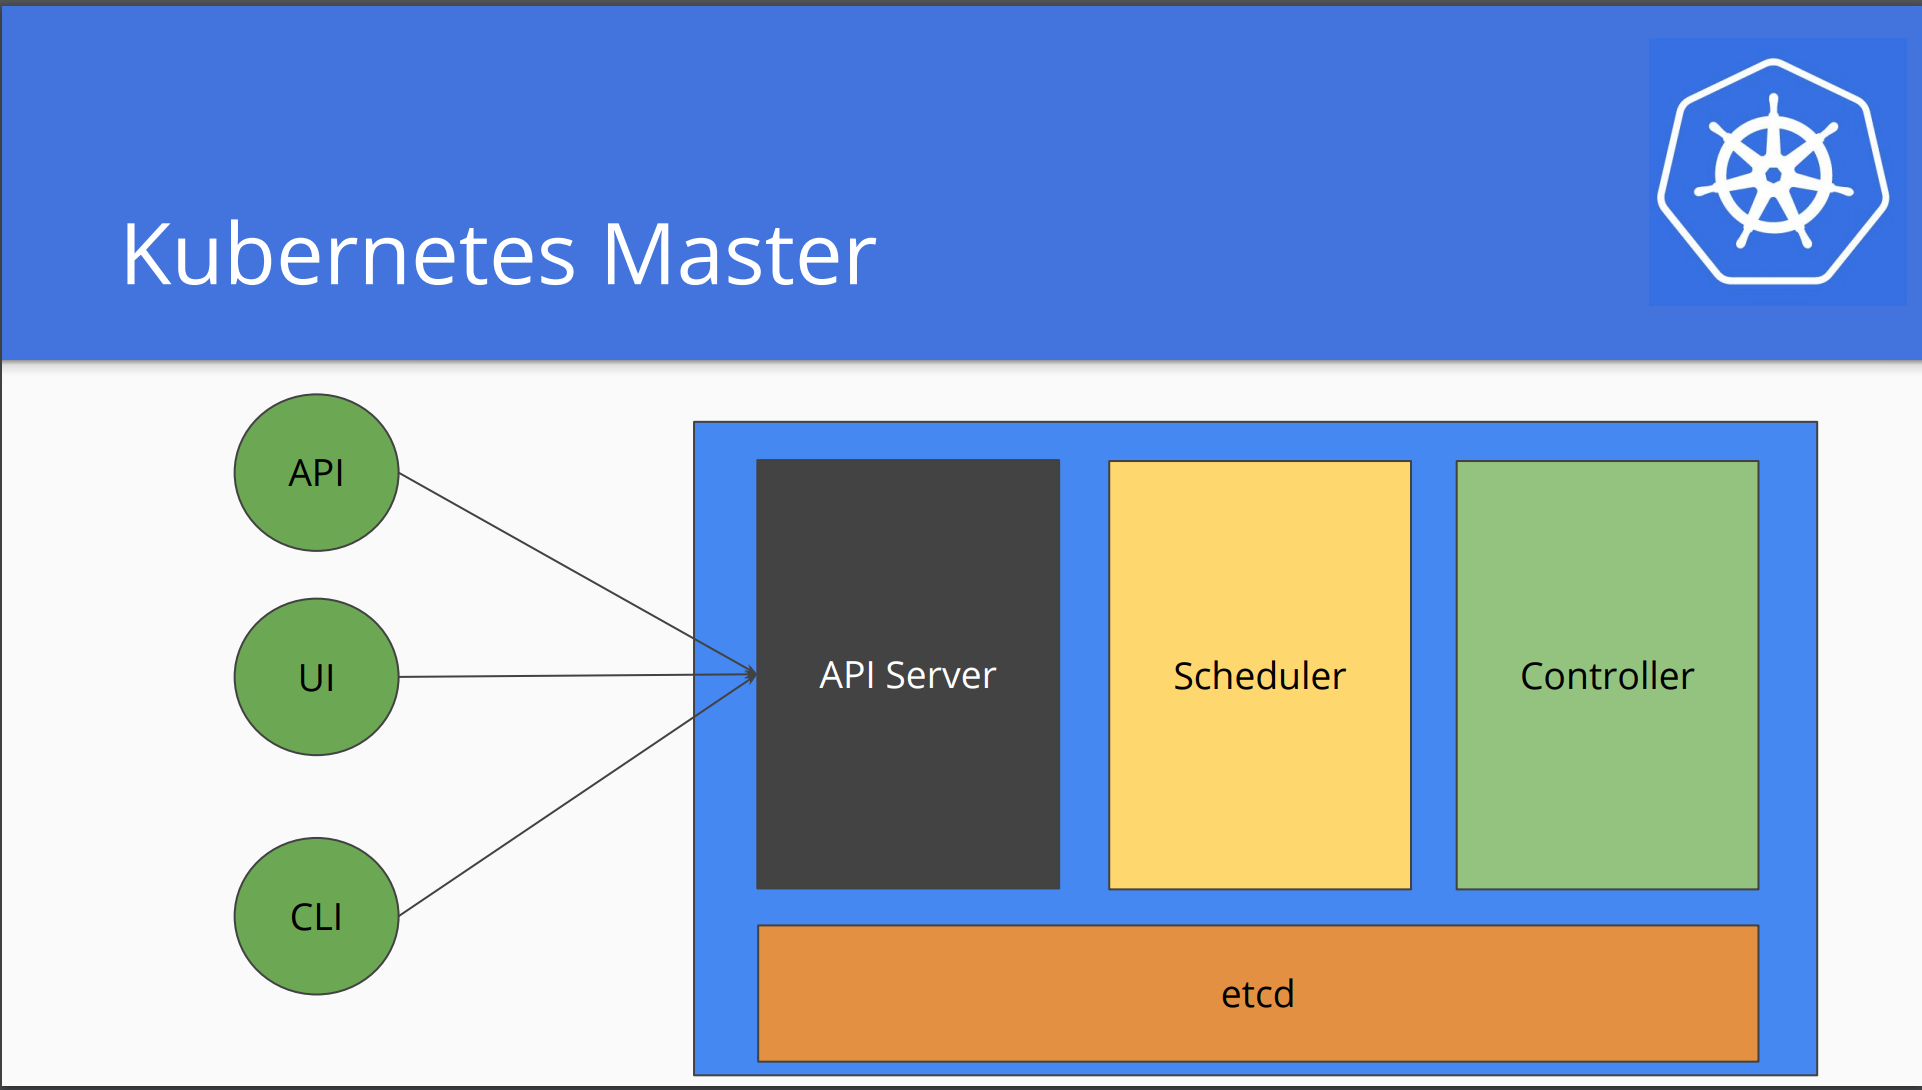 Kubernetes Master
API
UI
CLI
API Server
Scheduler
Controller
etcd